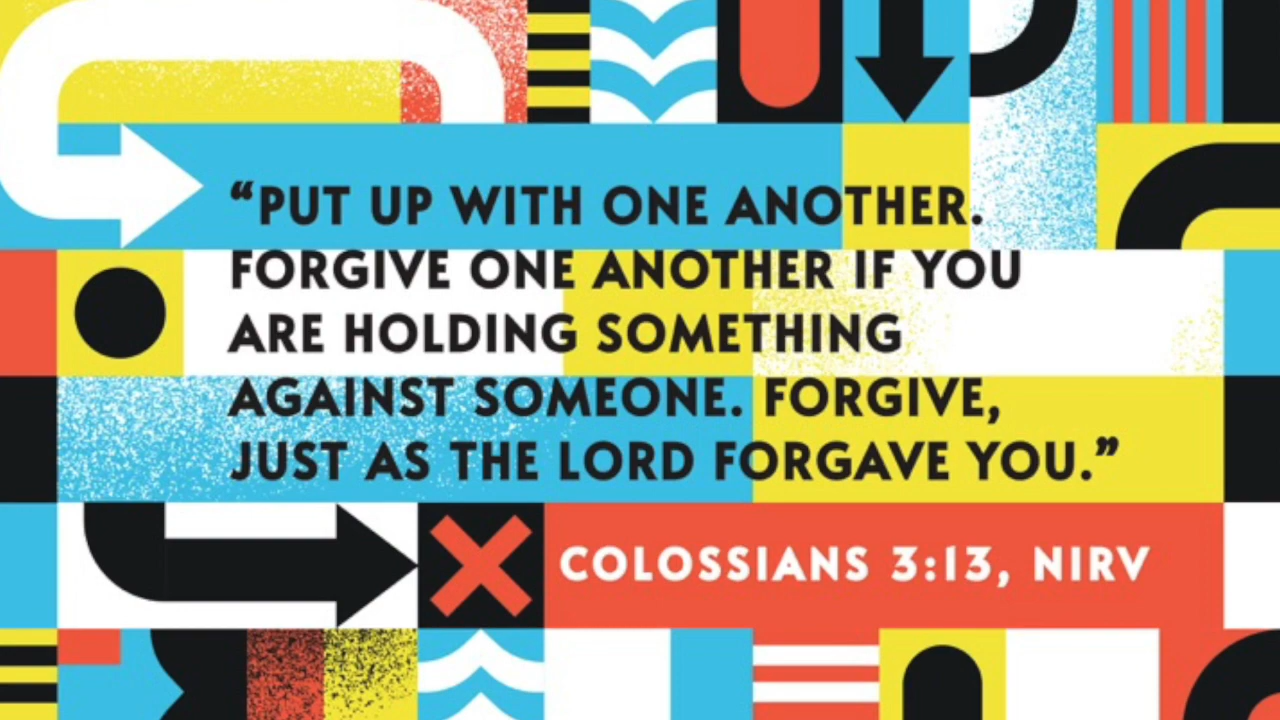 “PUT UP WITH ONE ANOTHER.
FORGIVE ONE ANOTHER IF YOU
ARE HOLDING SOMETHING
AGAINST SOMEONE. FORGIVE,
JUST AS THE LORD FORGAVE YOU.”
COLOSSIANS 3:13, NIRV